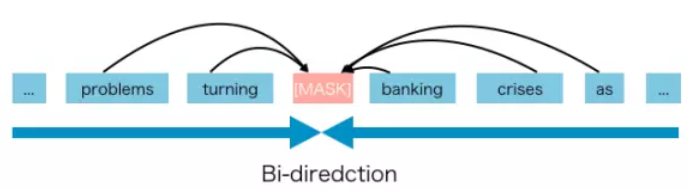 ... problems turning [MASK] banking crises as ...
Bi-diredction